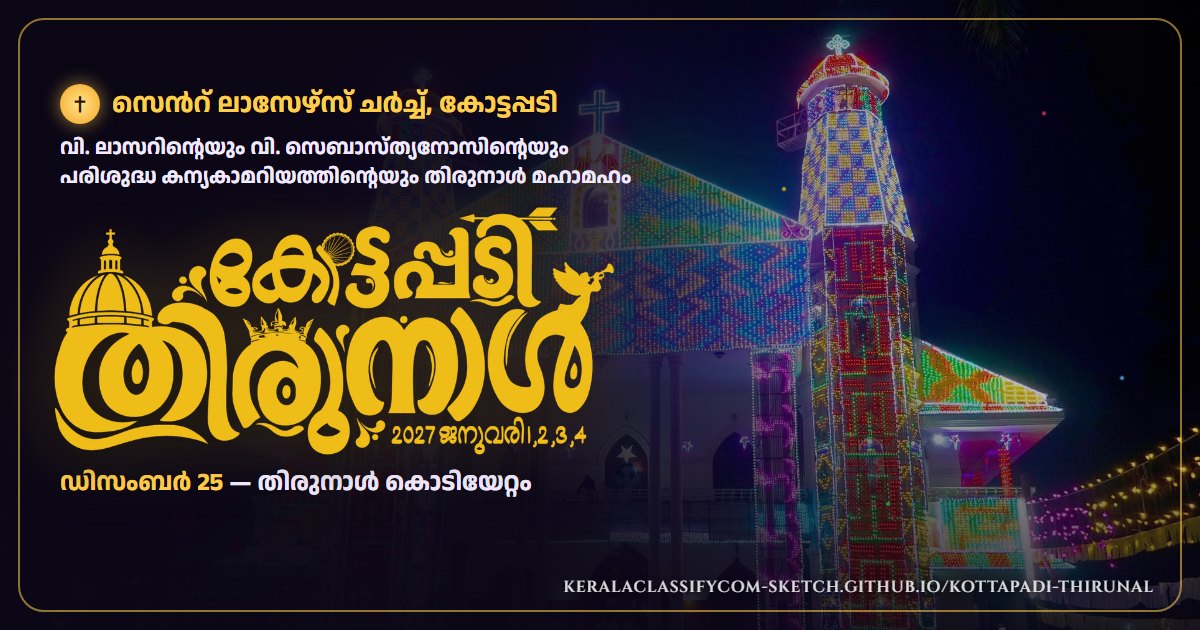 സെൻറ് ലാസേഴ്സ് ചർച്ച്, കോട്ടപ്പടി
വി. ലാസറിന്റെയും വി. സെബാസ്ത്യനോസിന്റെയും
പരിശുദ്ധ കന്യകാമറിയത്തിന്റെയും തിരുനാൾ മഹാമഹം
കോട്ടപ്പടി
തിരുനാൾ
2027 ജനുവരി 1,2,3,4
ഡിസംബർ 25 — തിരുനാൾ കൊടിയേറ്റം
KERALACLASSIFYCOM-SKETCH.GITHUB.IO/KOTTAPADI-THIRUNAL